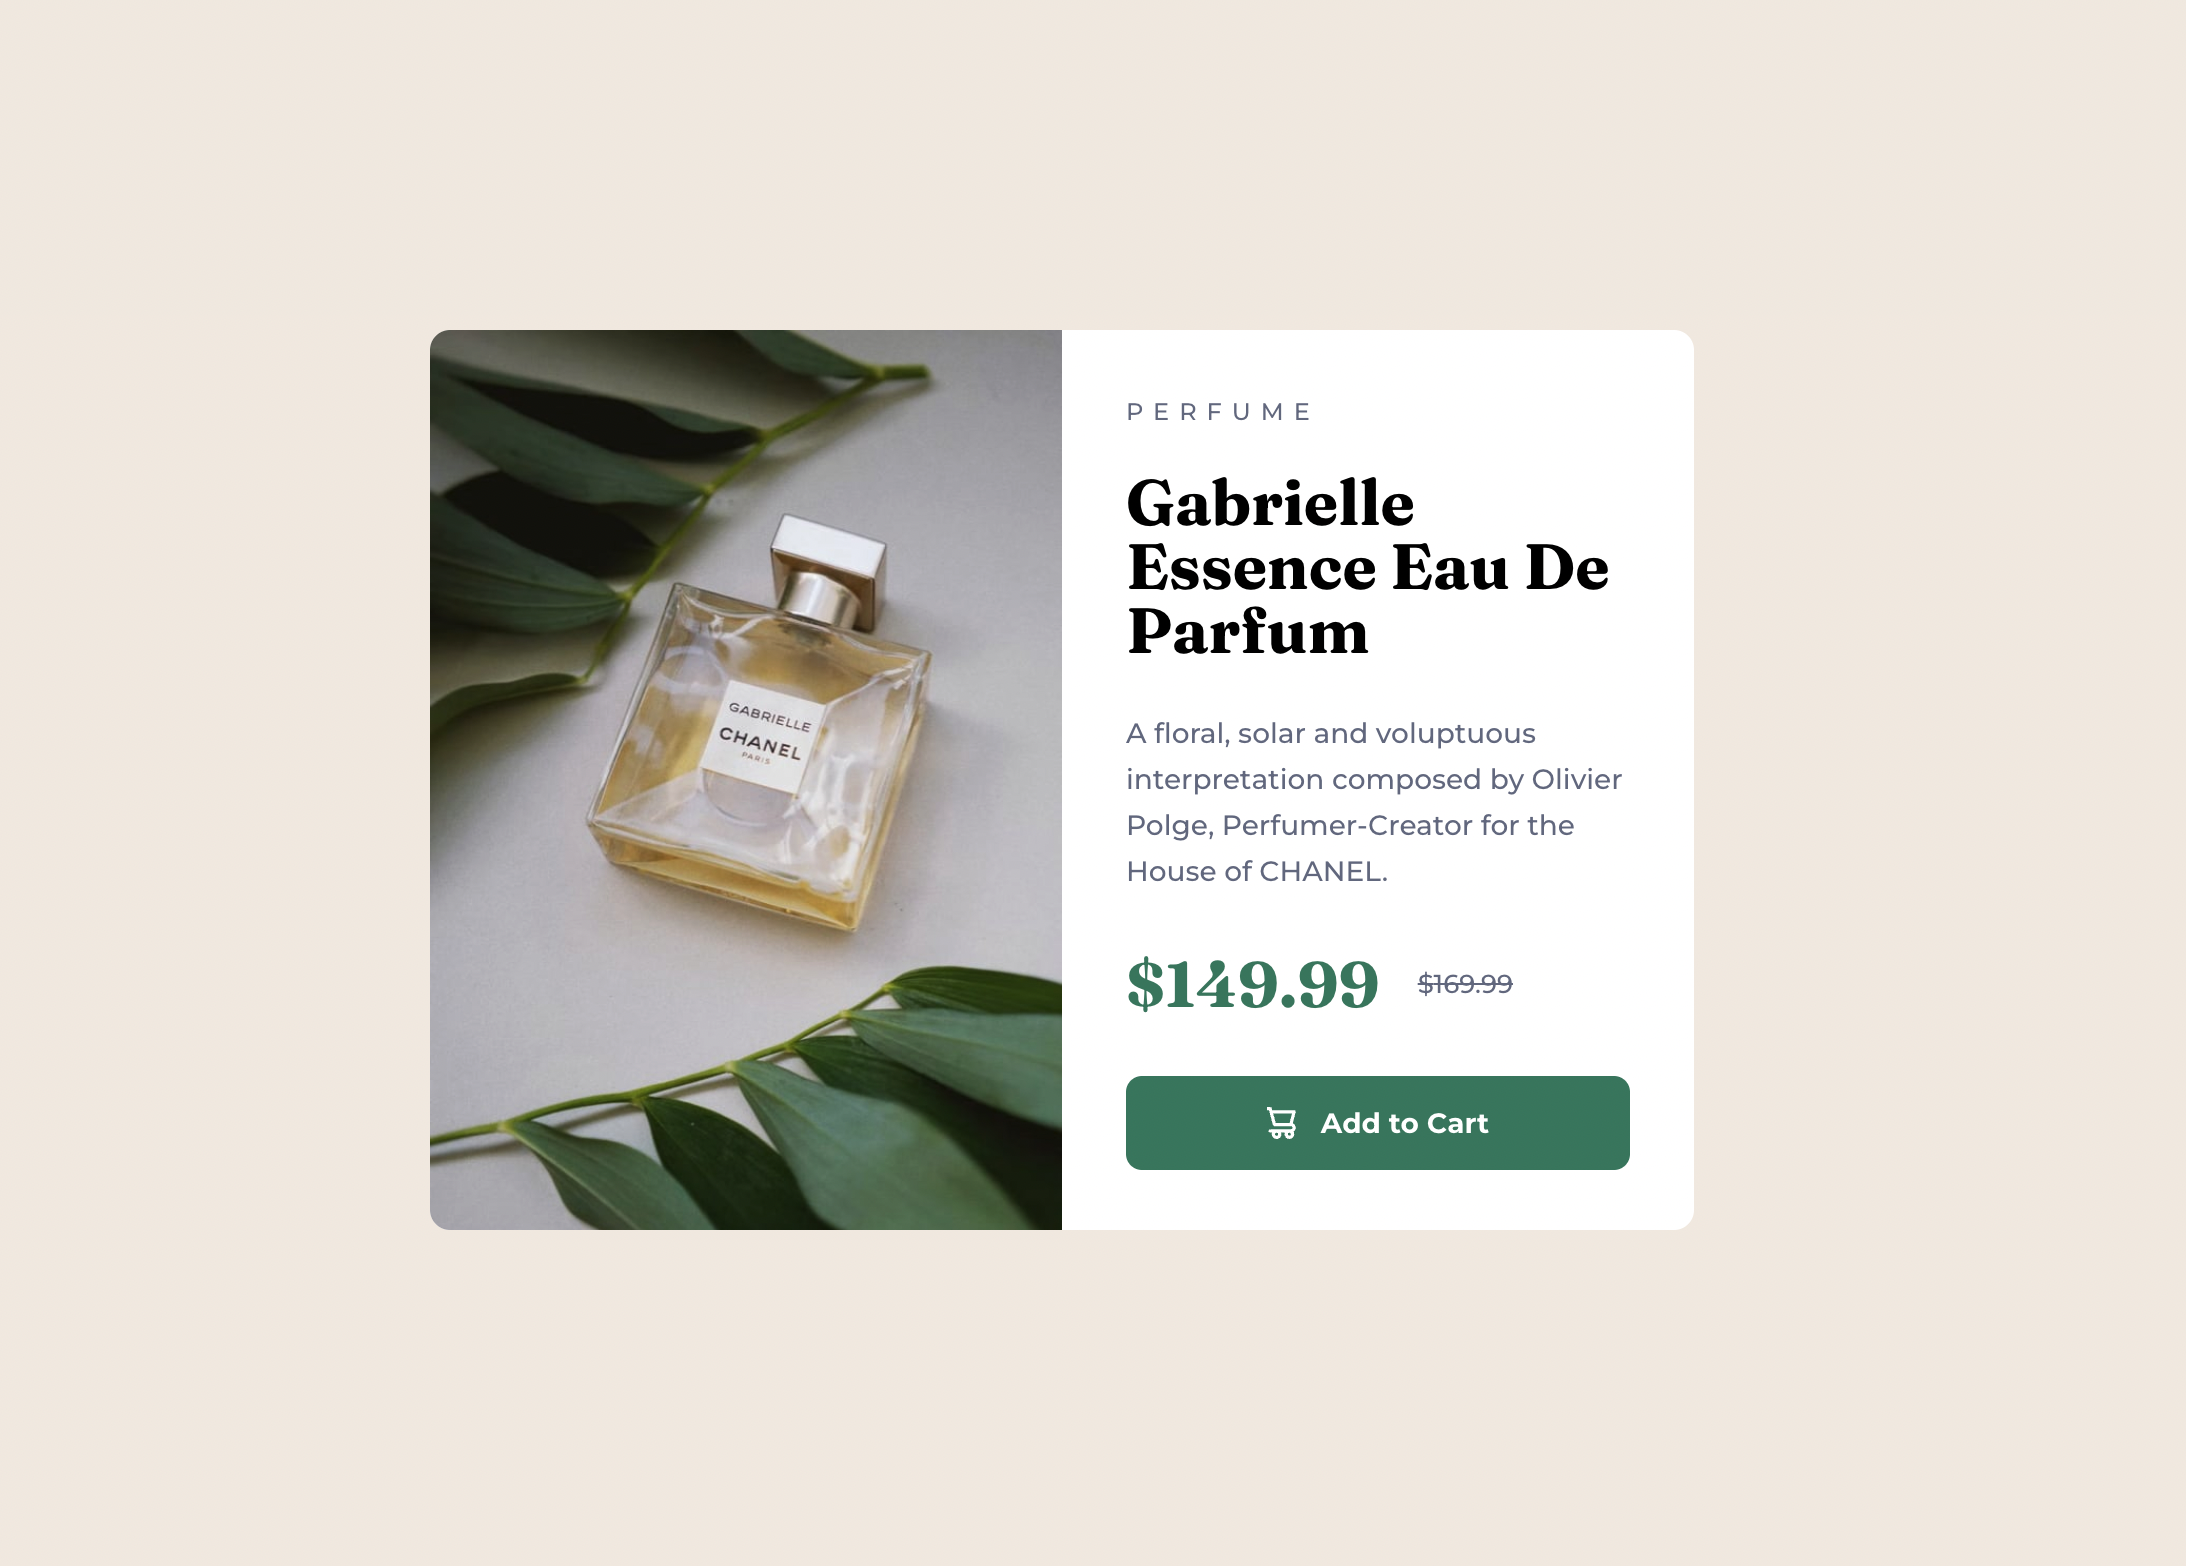 GABRIELLE
CHANEL
PARIS
PERFUME
Gabrielle
Essence Eau De
Parfum
A floral, solar and voluptuous
interpretation composed by Olivier
Polge, Perfumer-Creator for the
House of CHANEL.
$149.99 $169.99
Add to Cart